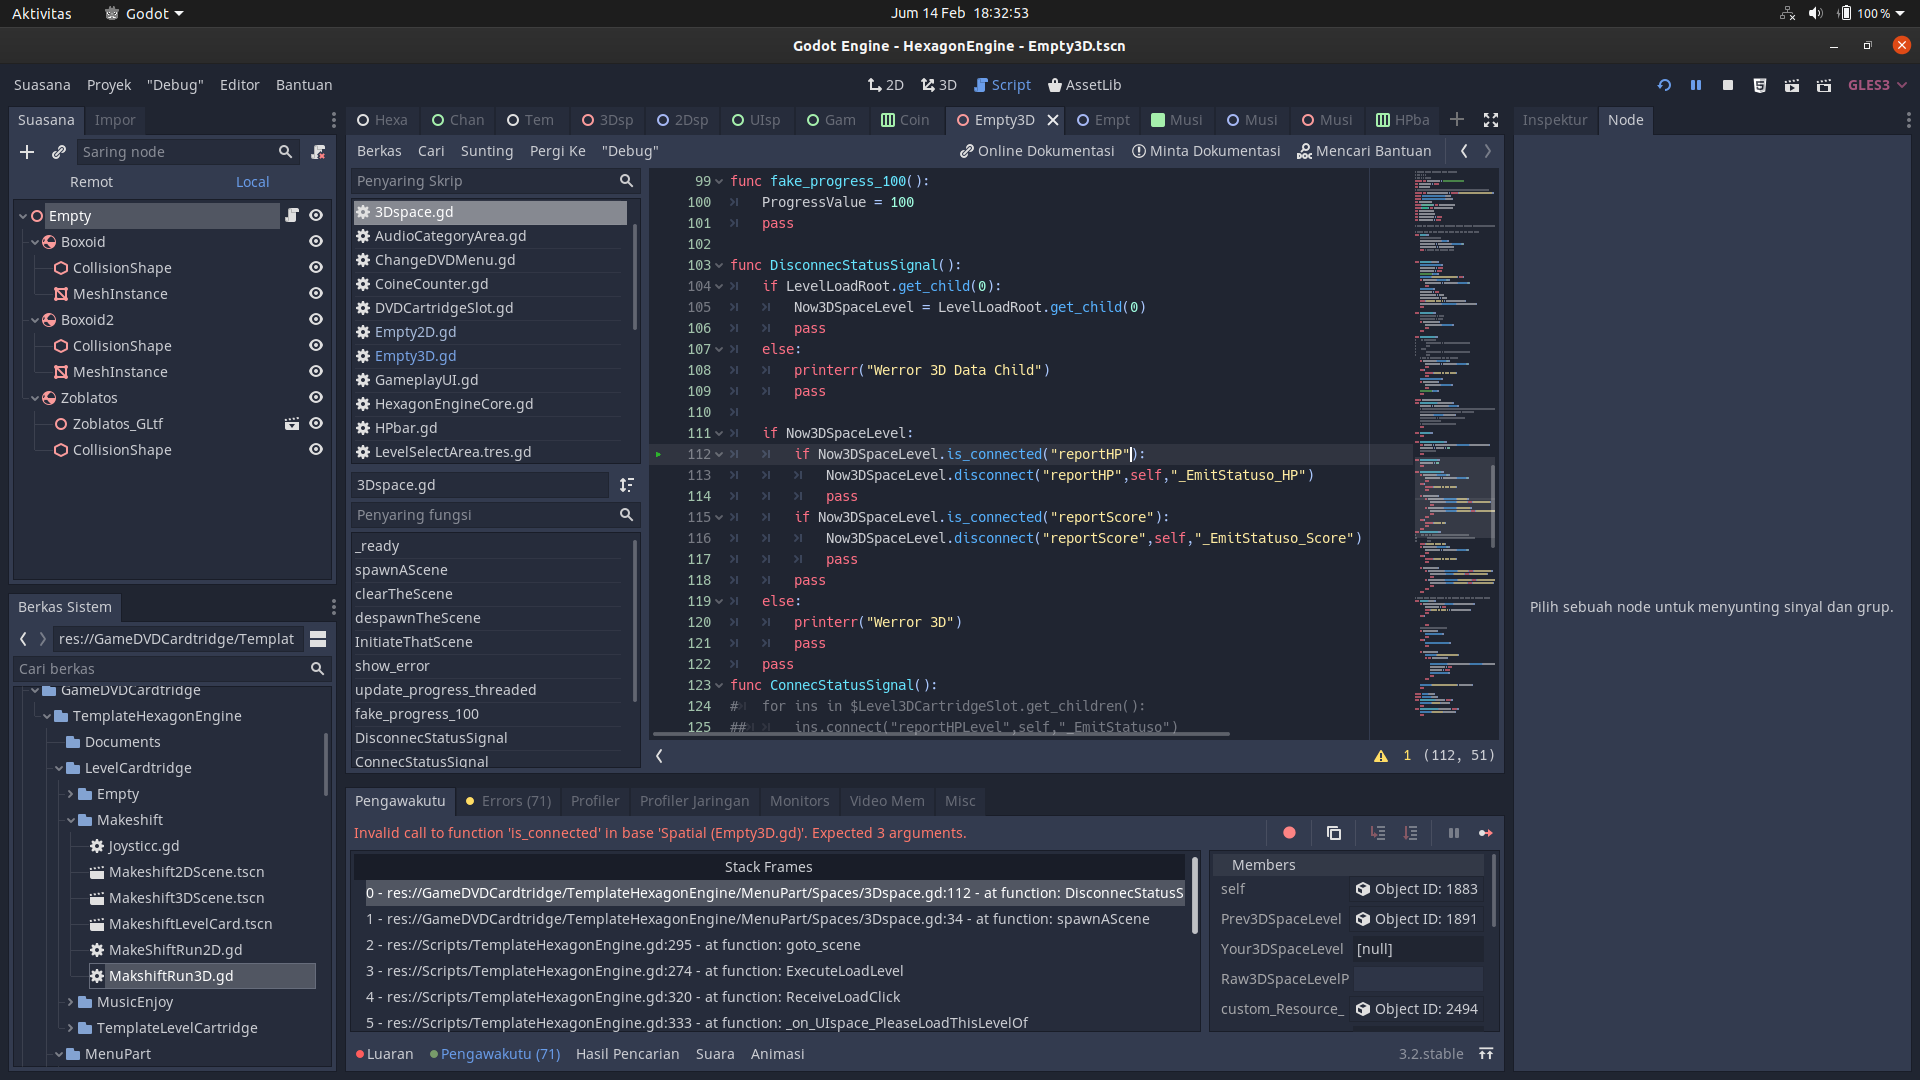 Aktivitas
Godot
Jum 14 Feb 18:32:53
100 %
Godot Engine - HexagonEngine - Empty3D.tscn
Suasana Proyek "Debug" Editor Bantuan
2D 3D Script AssetLib
GLES3
Suasana Impor
Saring node
Remot Local
Empty
Boxoid
CollisionShape
MeshInstance
Boxoid2
CollisionShape
MeshInstance
Zoblatos
Zoblatos_GLtf
CollisionShape
Berkas Sistem
res://GameDVDCardtridge/Templat
Cari berkas
GameDVDCardtridge
TemplateHexagonEngine
Documents
LevelCardtridge
Empty
Makeshift
Joysticc.gd
Makeshift2DScene.tscn
Makeshift3DScene.tscn
MakeshiftLevelCard.tscn
MakeShiftRun2D.gd
MakshiftRun3D.gd
MusicEnjoy
TemplateLevelCartridge
MenuPart
Hexa Chan Tem 3Dsp 2Dsp UIsp Gam Coin Empty3D Empt Musi Musi Musi HPba
Berkas Cari Sunting Pergi Ke "Debug"
Online Dokumentasi Minta Dokumentasi Mencari Bantuan
Penyaring Skrip
3Dspace.gd
AudioCategoryArea.gd
ChangeDVDMenu.gd
CoineCounter.gd
DVDCartridgeSlot.gd
Empty2D.gd
Empty3D.gd
GameplayUI.gd
HexagonEngineCore.gd
HPbar.gd
LevelSelectArea.tres.gd
3Dspace.gd
Penyaring fungsi
_ready
spawnAScene
clearTheScene
despawnTheScene
InitiateThatScene
show_error
update_progress_threaded
fake_progress_100
DisconnecStatusSignal
ConnecStatusSignal
99 func fake_progress_100():
100 ProgressValue = 100
101 pass
102
103 func DisconnecStatusSignal():
104 if LevelLoadRoot.get_child(0):
105 Now3DSpaceLevel = LevelLoadRoot.get_child(0)
106 pass
107 else:
108 printerr("Werror 3D Data Child")
109 pass
110
111 if Now3DSpaceLevel:
112 if Now3DSpaceLevel.is_connected("reportHP"):
113 Now3DSpaceLevel.disconnect("reportHP",self,"_EmitStatuso_HP")
114 pass
115 if Now3DSpaceLevel.is_connected("reportScore"):
116 Now3DSpaceLevel.disconnect("reportScore",self,"_EmitStatuso_Score")
117 pass
118 pass
119 else:
120 printerr("Werror 3D")
121 pass
122 pass
123 func ConnecStatusSignal():
124 # for ins in $Level3DCartridgeSlot.get_children():
125 ## ins.connect("reportHPLevel",self,"_EmitStatuso")
1 (112, 51)
Pengawakutu Errors (71) Profiler Profiler Jaringan Monitors Video Mem Misc
Invalid call to function 'is_connected' in base 'Spatial (Empty3D.gd)'. Expected 3 arguments.
Stack Frames
0 - res://GameDVDCardtridge/TemplateHexagonEngine/MenuPart/Spaces/3Dspace.gd:112 - at function: DisconnecStatusS
1 - res://GameDVDCardtridge/TemplateHexagonEngine/MenuPart/Spaces/3Dspace.gd:34 - at function: spawnAScene
2 - res://Scripts/TemplateHexagonEngine.gd:295 - at function: goto_scene
3 - res://Scripts/TemplateHexagonEngine.gd:274 - at function: ExecuteLoadLevel
4 - res://Scripts/TemplateHexagonEngine.gd:320 - at function: ReceiveLoadClick
5 - res://Scripts/TemplateHexagonEngine.gd:333 - at function: _on_UIspace_PleaseLoadThisLevelOf
Members
self Object ID: 1883
Prev3DSpaceLevel Object ID: 1891
Your3DSpaceLevel [null]
Raw3DSpaceLevelP
custom_Resource_ Object ID: 2494
Luaran Pengawakutu (71) Hasil Pencarian Suara Animasi
3.2.stable
Inspektur Node
Pilih sebuah node untuk menyunting sinyal dan grup.